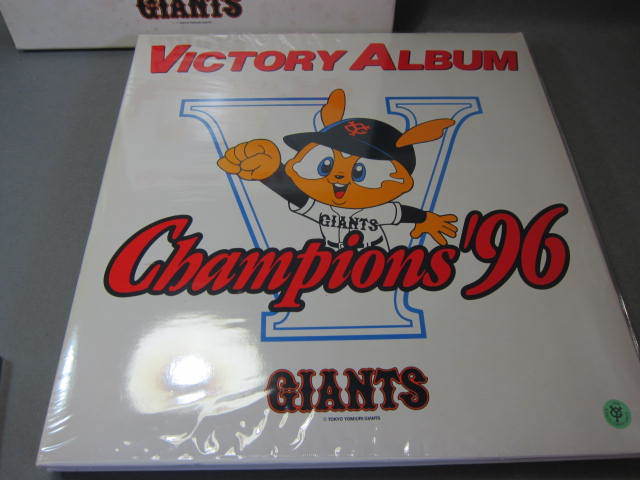 GIANTS
VICTORY ALBUM
GIANTS
Champions '96
GIANTS
© TOKYO YOMIURI GIANTS